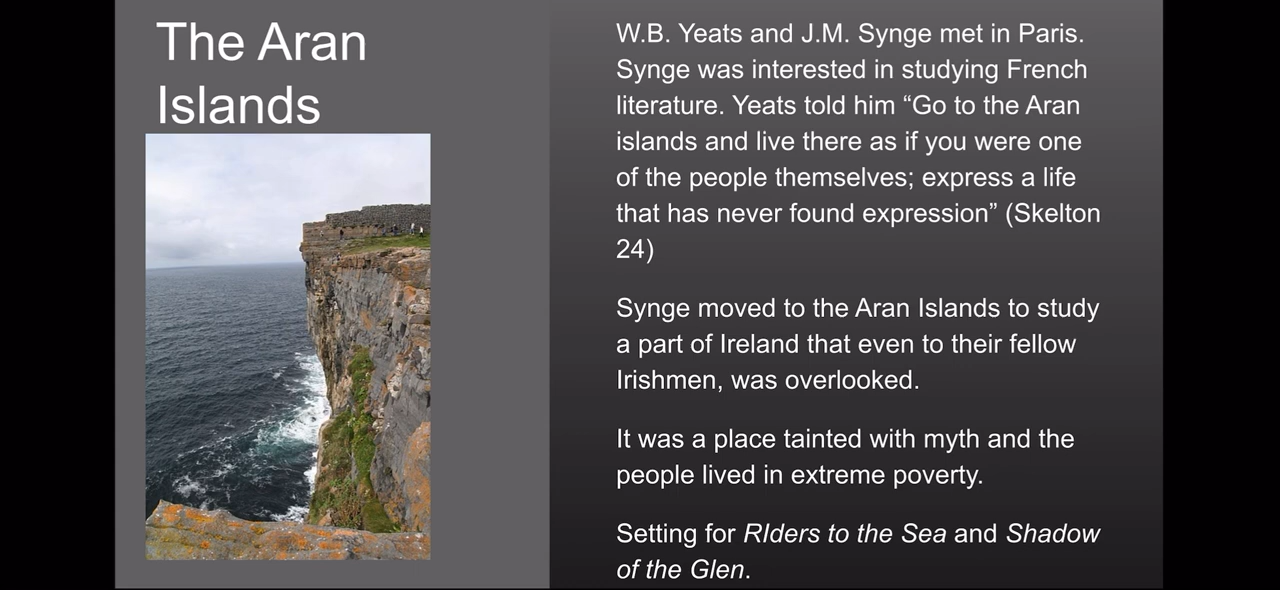 The Aran
Islands
W.B. Yeats and J.M. Synge met in Paris.
Synge was interested in studying French
literature. Yeats told him “Go to the Aran
islands and live there as if you were one
of the people themselves; express a life
that has never found expression” (Skelton
24)
Synge moved to the Aran Islands to study
a part of Ireland that even to their fellow
Irishmen, was overlooked.
It was a place tainted with myth and the
people lived in extreme poverty.
Setting for RIders to the Sea and Shadow
of the Glen.